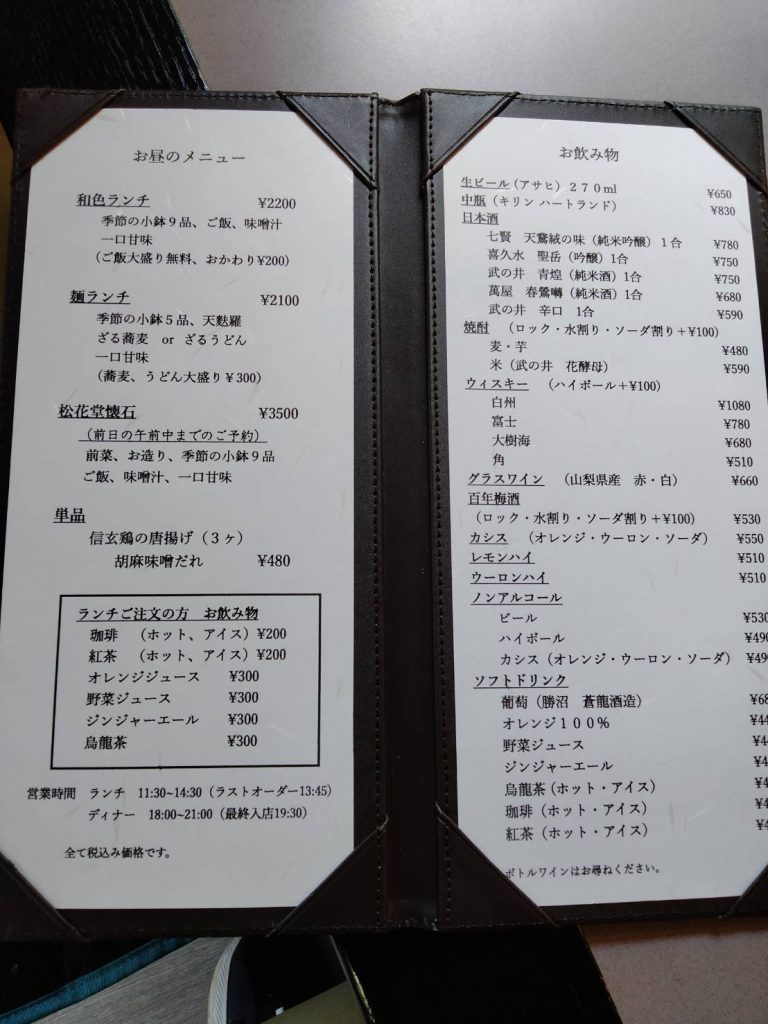 お昼のメニュー
和色ランチ ¥2200
季節の小鉢９品、ご飯、味噌汁
一口甘味
(ご飯大盛り無料、おかわり¥200)
麺ランチ ¥2100
季節の小鉢５品、天麩羅
ざる蕎麦 or ざるうどん
一口甘味
(蕎麦、うどん大盛り￥300)
松花堂懐石 ¥3500
（前日の午前中までのご予約）
前菜、お造り、季節の小鉢９品
ご飯、味噌汁、一口甘味
単品
信玄鶏の唐揚げ（３ヶ）
胡麻味噌だれ ¥480
ランチご注文の方 お飲み物
珈琲 （ホット、アイス）¥200
紅茶 （ホット、アイス）¥200
オレンジジュース ¥300
野菜ジュース ¥300
ジンジャーエール ¥300
烏龍茶 ¥300
営業時間 ランチ 11:30~14:30（ラストオーダー13:45)
ディナー 18:00~21:00（最終入店19:30）
全て税込み価格です。
お飲み物
生ビール（アサヒ）２７０ml ¥650
中瓶（キリン ハートランド） ¥830
日本酒
七賢 天鵞絨の味（純米吟醸）１合 ¥780
喜久水 聖岳（吟醸）1合 ¥750
武の井 青煌（純米酒）1合 ¥750
萬屋 春鶯囀（純米酒）1合 ¥680
武の井 辛口 1合 ¥590
焼酎 （ロック・水割り・ソーダ割り＋¥100）
麦・芋 ¥480
米（武の井 花酵母） ¥590
ウィスキー （ハイボール＋¥100）
白州 ¥1080
富士 ¥780
大樹海 ¥680
角 ¥510
グラスワイン （山梨県産 赤・白） ¥660
百年梅酒
（ロック・水割り・ソーダ割り＋¥100） ¥530
カシス （オレンジ・ウーロン・ソーダ） ¥550
レモンハイ ¥510
ウーロンハイ ¥510
ノンアルコール
ビール ¥530
ハイボール ¥490
カシス（オレンジ・ウーロン・ソーダ） ¥490
ソフトドリンク
葡萄（勝沼 蒼龍酒造）
オレンジ１００％
野菜ジュース
ジンジャーエール
烏龍茶（ホット・アイス）
珈琲（ホット・アイス）
紅茶（ホット・アイス）
ボトルワインはお尋ねください。